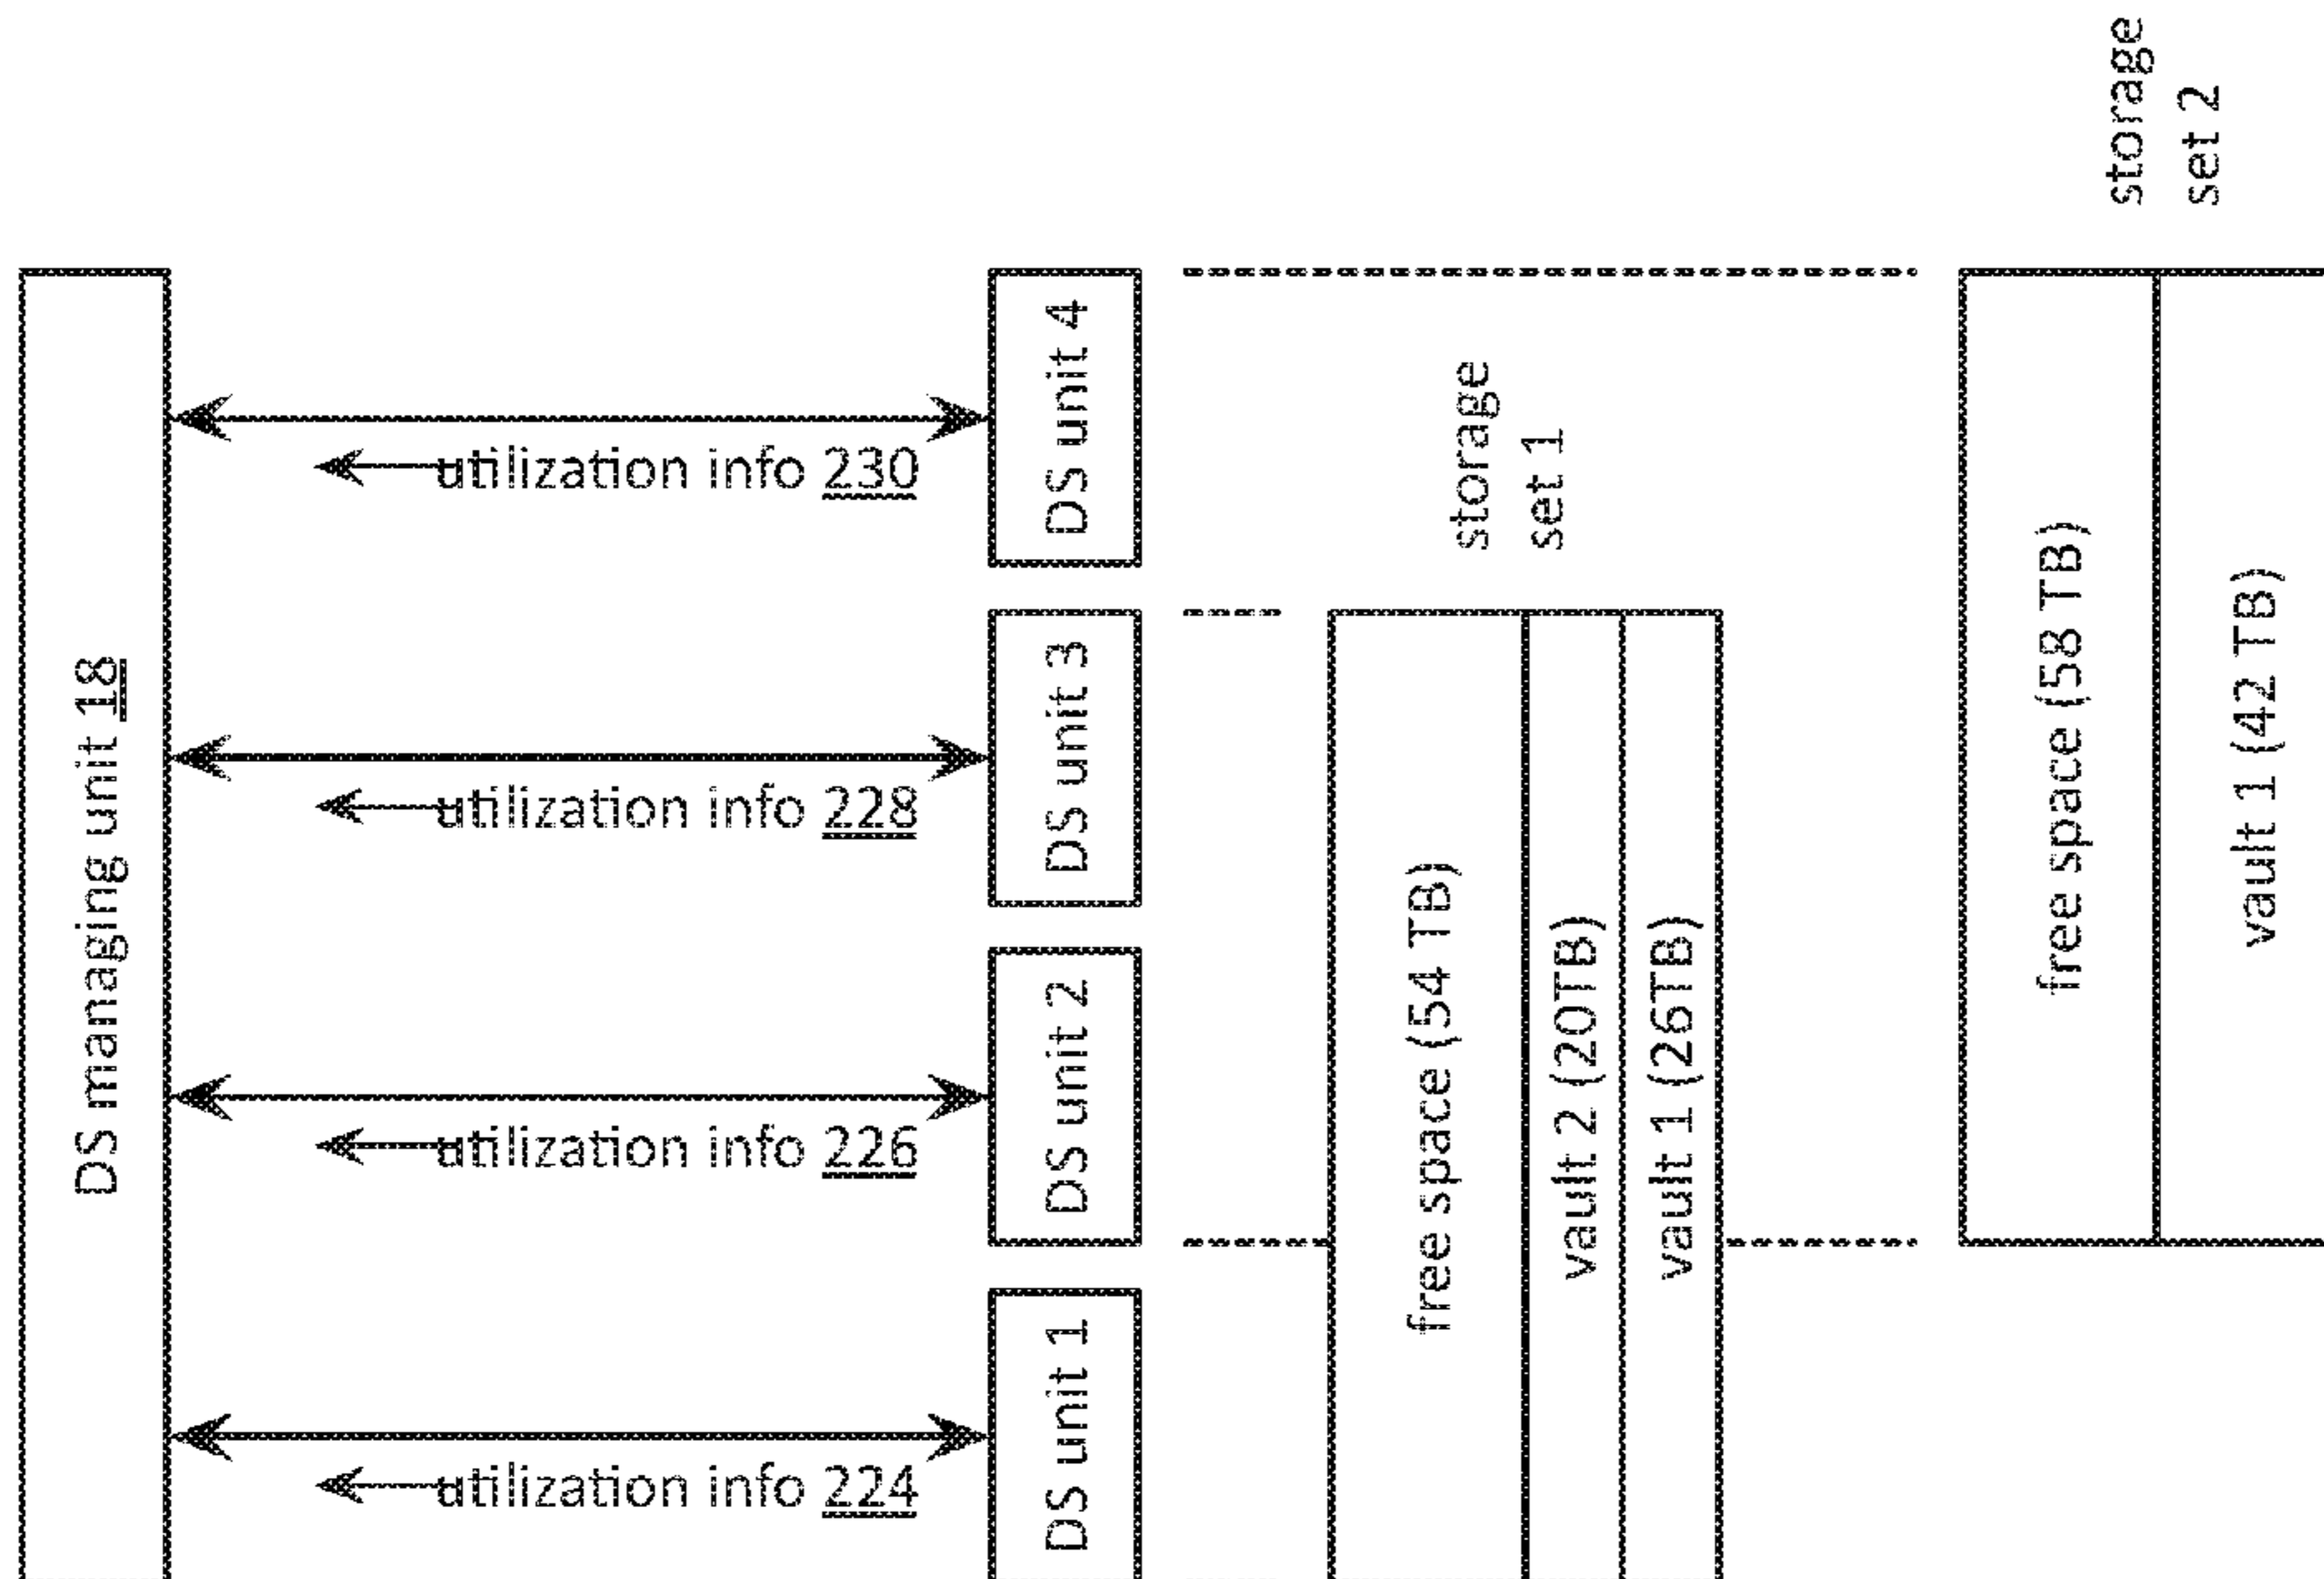 DS managing unit 18
utilization info 224
utilization info 226
utilization info 228
utilization info 230
DS unit 1
DS unit 2
DS unit 3
DS unit 4
storage
set 1
free space (54 TB)
vault 2 (20TB)
vault 1 (26TB)
storage
set 2
free space (58 TB)
vault 1 (42 TB)